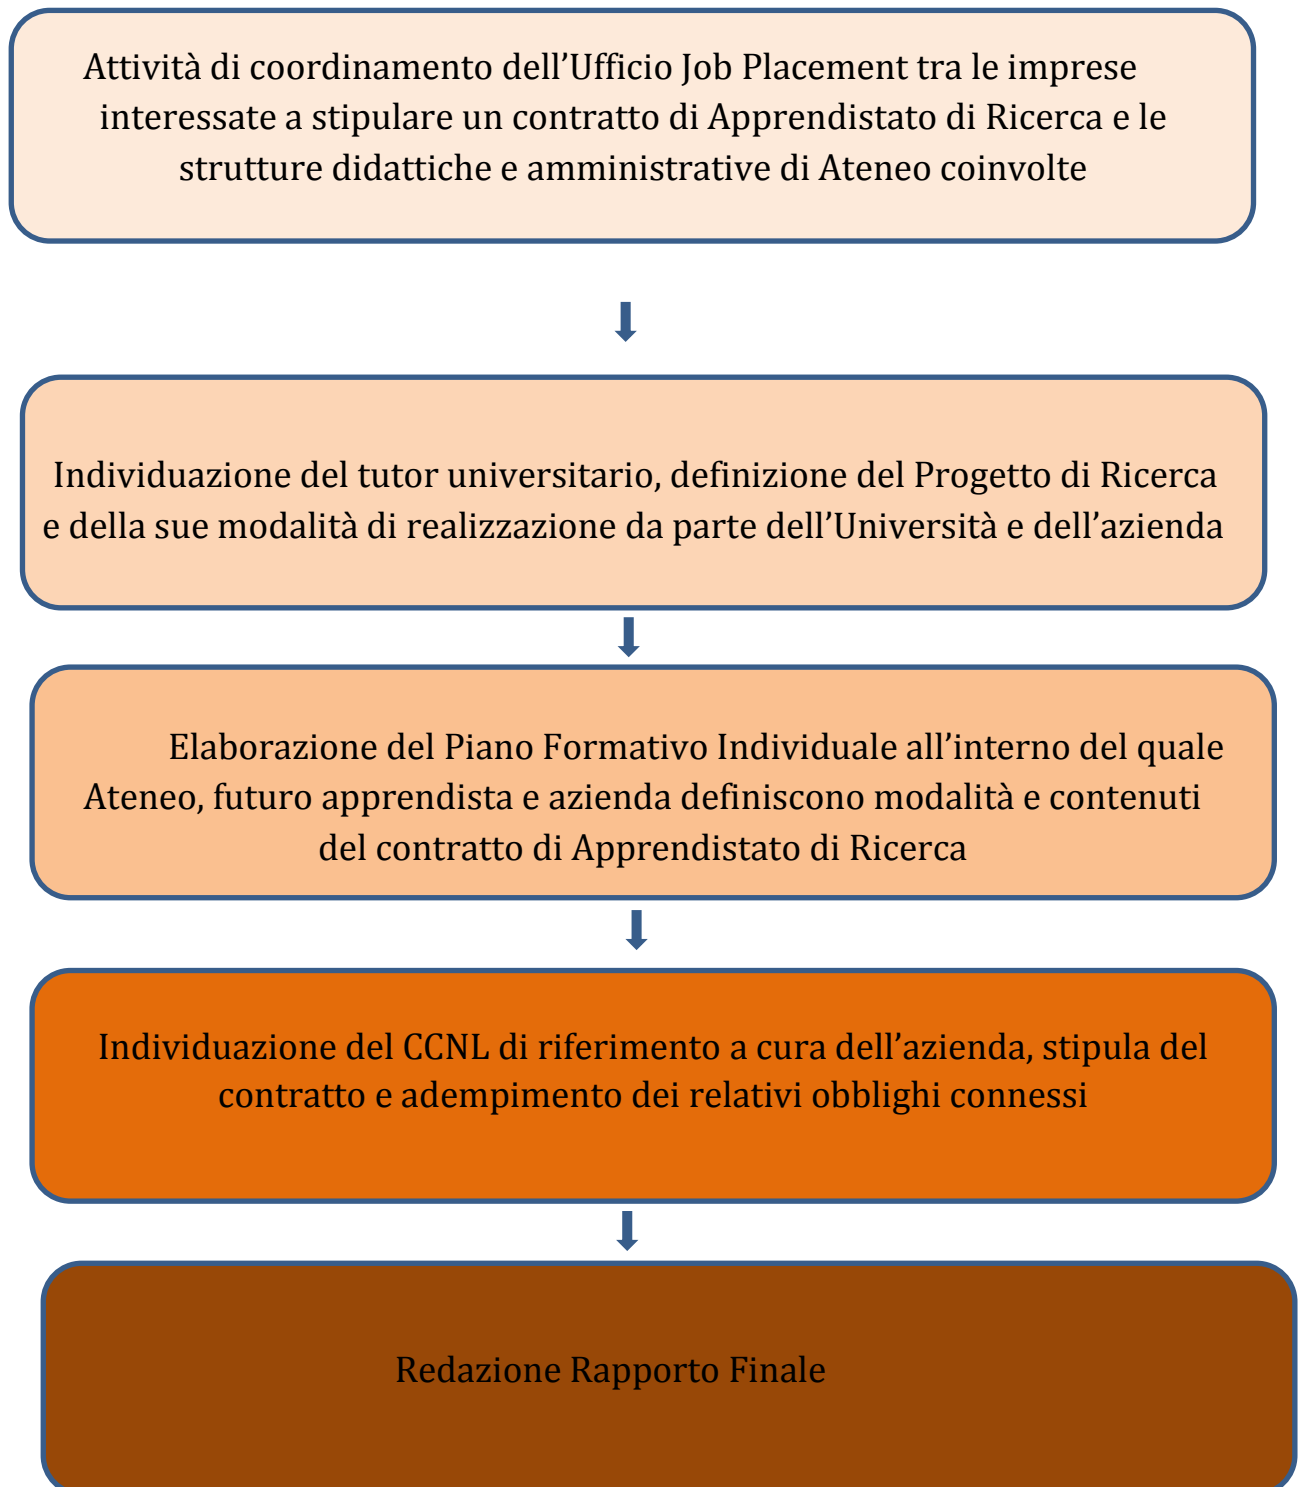 Attività di coordinamento dell’Ufficio Job Placement tra le imprese
interessate a stipulare un contratto di Apprendistato di Ricerca e le
strutture didattiche e amministrative di Ateneo coinvolte
Individuazione del tutor universitario, definizione del Progetto di Ricerca
e della sue modalità di realizzazione da parte dell’Università e dell’azienda
Elaborazione del Piano Formativo Individuale all’interno del quale
Ateneo, futuro apprendista e azienda definiscono modalità e contenuti
del contratto di Apprendistato di Ricerca
Individuazione del CCNL di riferimento a cura dell’azienda, stipula del
contratto e adempimento dei relativi obblighi connessi
Redazione Rapporto Finale